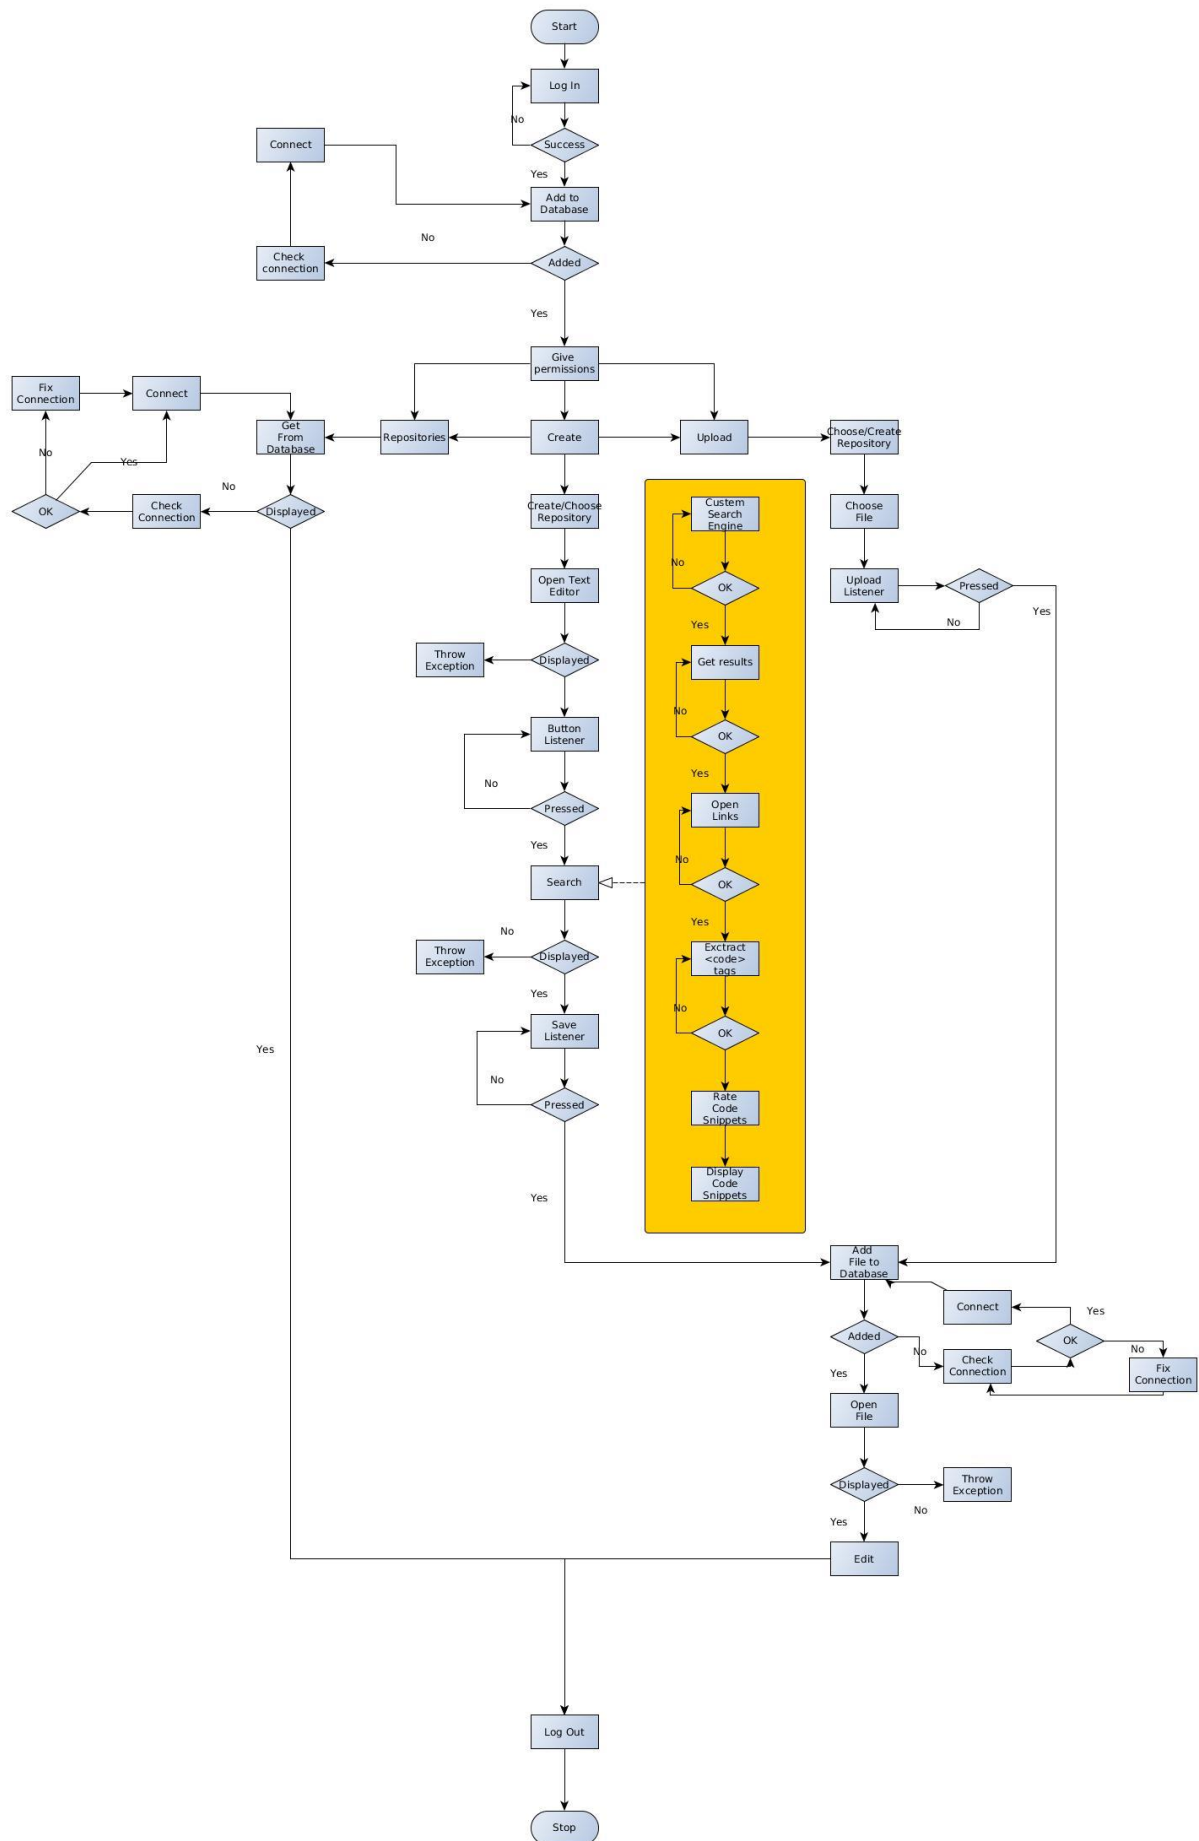 Start
Log In
No
Success
Connect
Yes
Add to
Database
No
Check
connection
Added
Yes
Give
permissions
Fix
Connection
Connect
Get
From
Database
Repositories
Create
Upload
Choose/Create
Repository
No
Yes
No
OK
Check
Connection
Displayed
Create/Choose
Repository
Custem
Search
Engine
Choose
File
No
OK
Open Text
Editor
Upload
Listener
Pressed
Yes
No
Yes
Throw
Exception
Displayed
Get results
No
Button
Listener
OK
No
Yes
Pressed
Open
Links
Yes
No
Search
OK
No
Yes
Throw
Exception
Displayed
Exctract
<code>
tags
Yes
No
Save
Listener
OK
Yes
No
Pressed
Rate
Code
Snippets
Display
Code
Snippets
Yes
Add
File to
Database
Connect
Yes
Added
No
OK
No
Check
Connection
Fix
Connection
Yes
Open
File
Displayed
Throw
Exception
No
Yes
Edit
Log Out
Stop